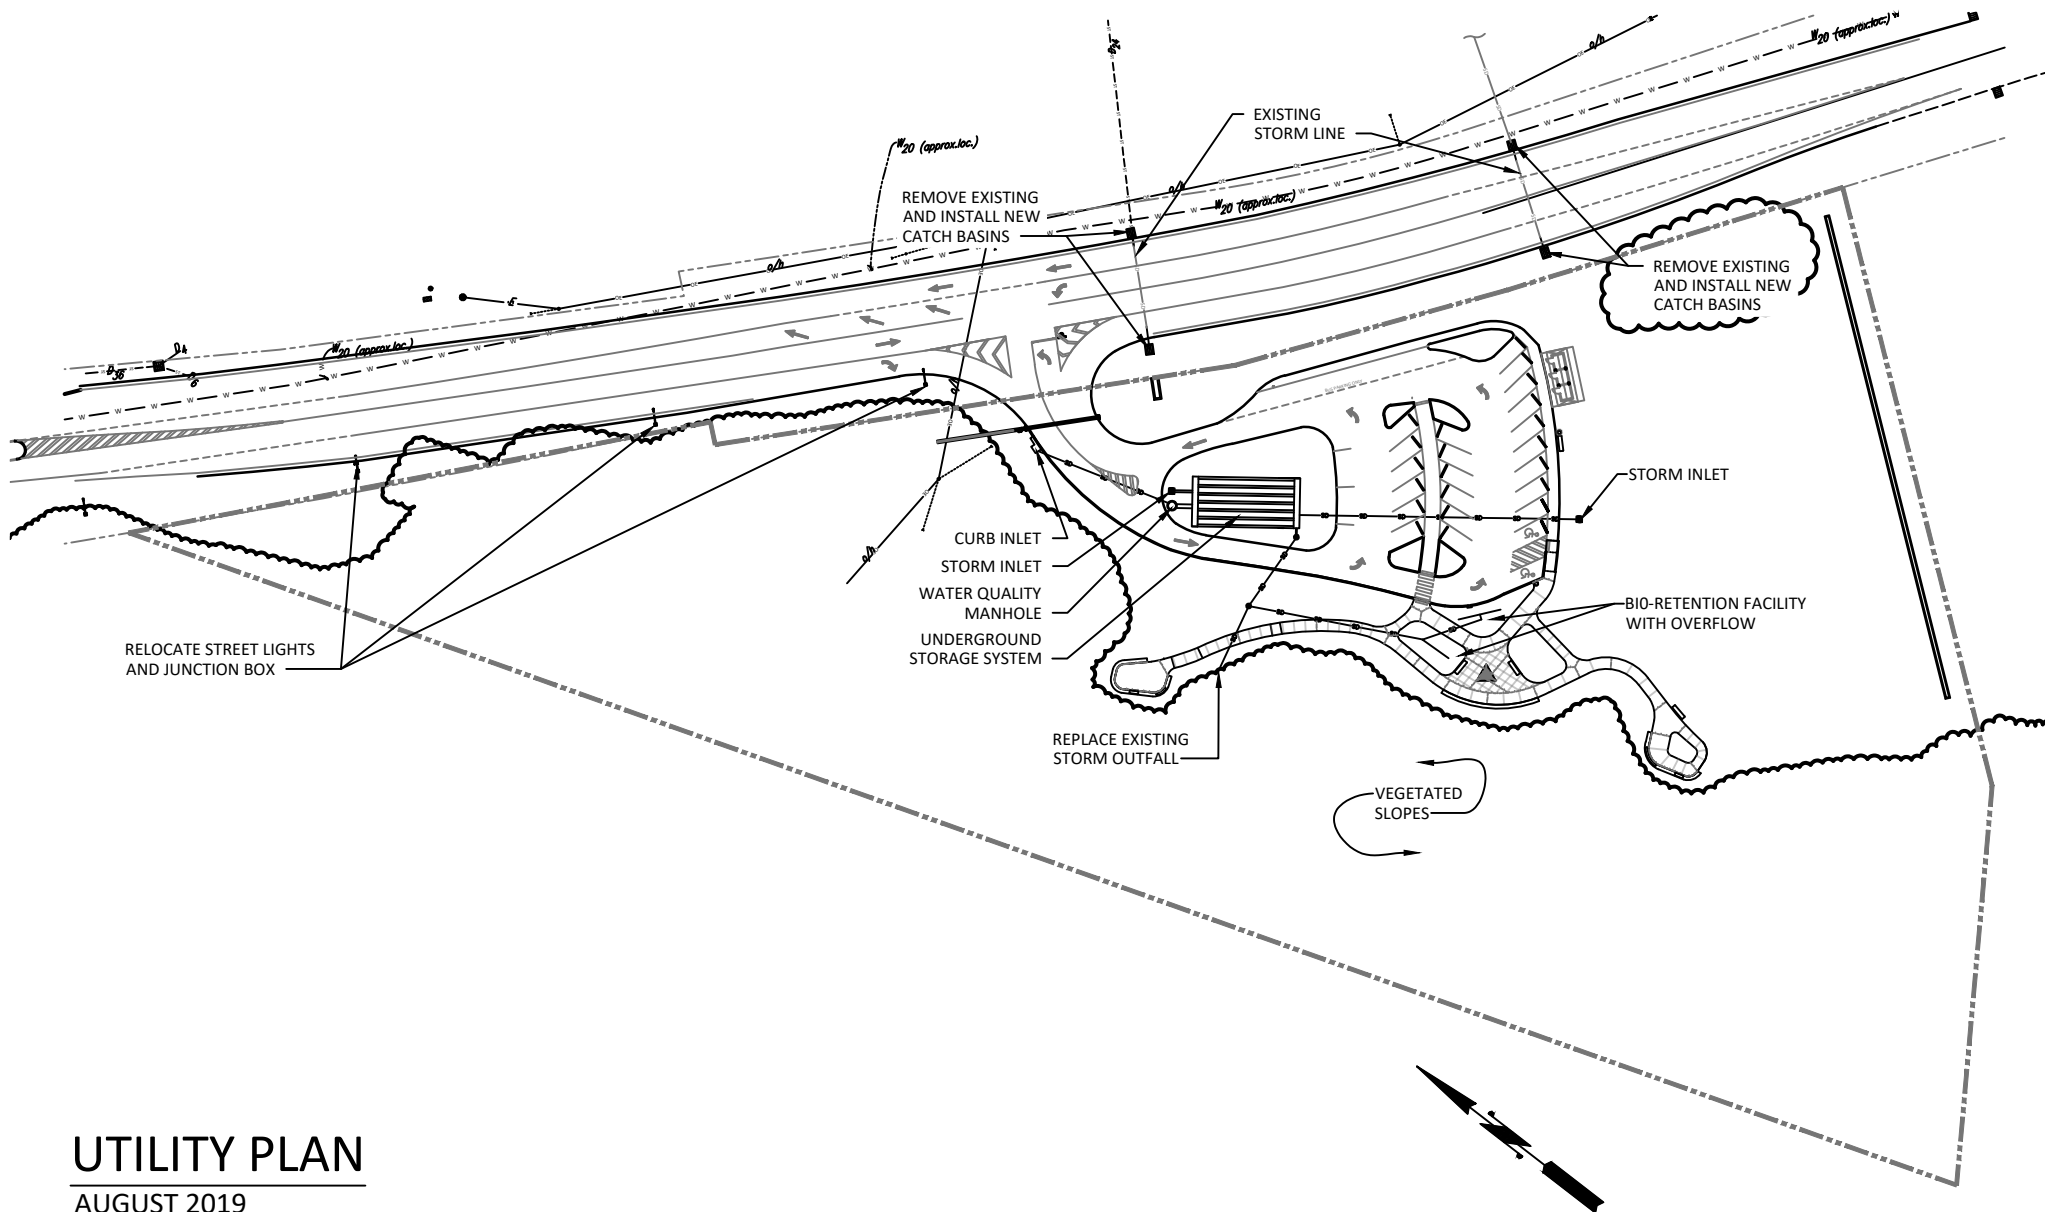 D24
o/h
W20 (approx.loc.)
W
EXISTING
STORM LINE
W20 (approx.loc.)
REMOVE EXISTING
AND INSTALL NEW
CATCH BASINS
o/h
W20 (approx.loc.)
o/h
REMOVE EXISTING
AND INSTALL NEW
CATCH BASINS
D4
W20 (approx.loc.)
D36
o/h
STORM INLET
CURB INLET
STORM INLET
WATER QUALITY
MANHOLE
UNDERGROUND
STORAGE SYSTEM
o/h
BI0-RETENTION FACILITY
WITH OVERFLOW
RELOCATE STREET LIGHTS
AND JUNCTION BOX
REPLACE EXISTING
STORM OUTFALL
VEGETATED
SLOPES
UTILITY PLAN
AUGUST 2019